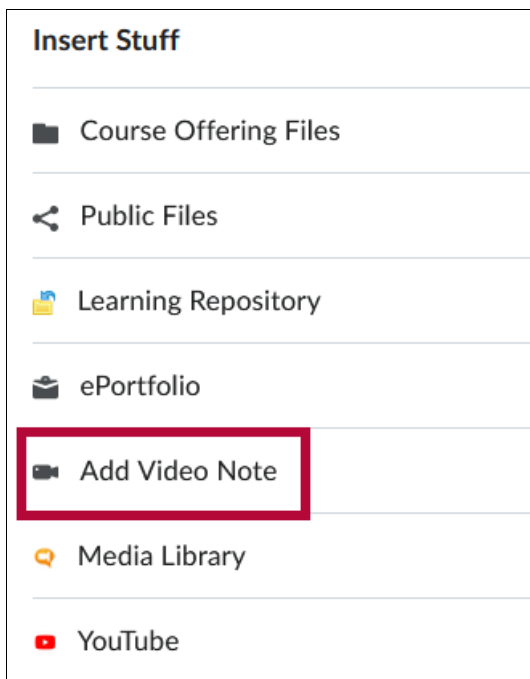 Insert Stuff
Course Offering Files
Public Files
Learning Repository
ePortfolio
Add Video Note
Media Library
YouTube